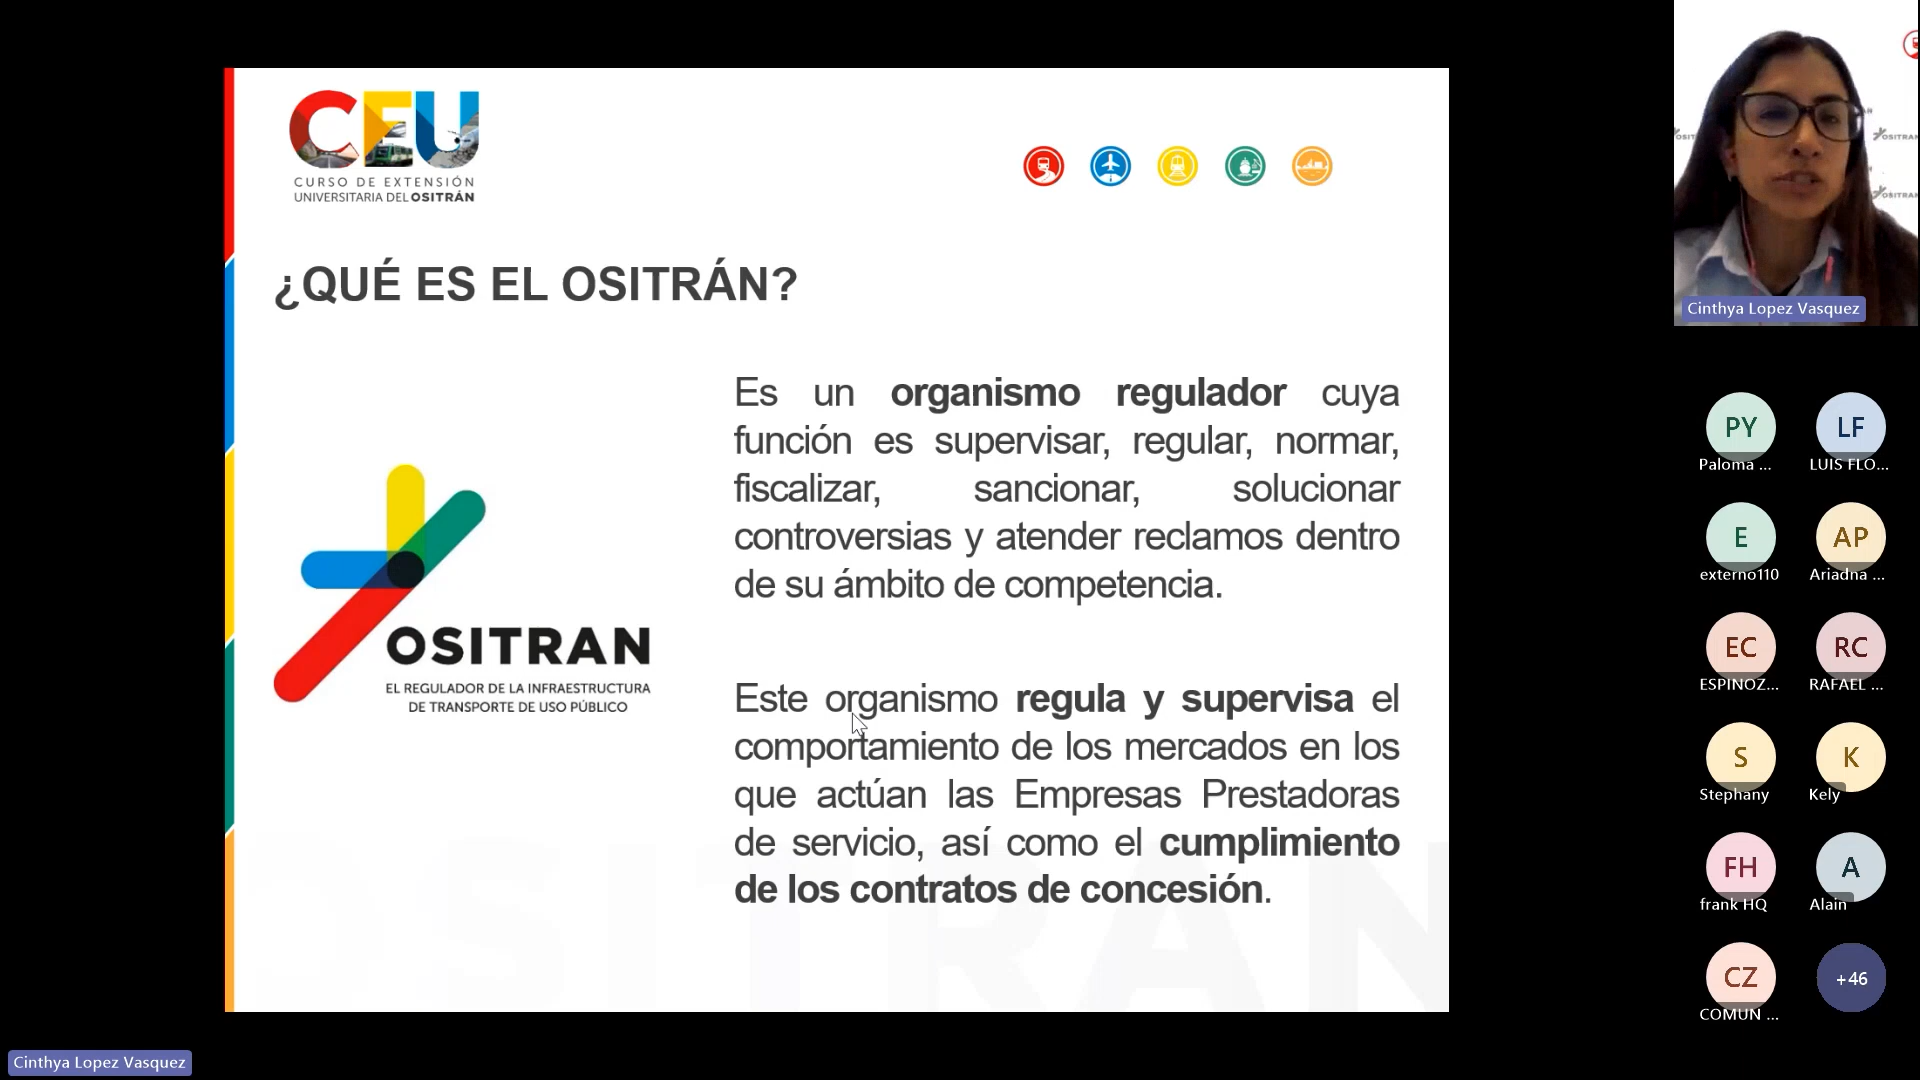 CEU
CURSO DE EXTENSIÓN
UNIVERSITARIA DEL OSITRÁN
¿QUÉ ES EL OSITRÁN?
Es un organismo regulador cuya
función es supervisar, regular, normar,
fiscalizar, sancionar, solucionar
controversias y atender reclamos dentro
de su ámbito de competencia.
OSITRAN
EL REGULADOR DE LA INFRAESTRUCTURA
DE TRANSPORTE DE USO PÚBLICO
Este organismo regula y supervisa el
comportamiento de los mercados en los
que actúan las Empresas Prestadoras
de servicio, así como el cumplimiento
de los contratos de concesión.
OSITRAN
OSITRAN
OSITRAN
Cinthya Lopez Vasquez
PY
Paloma ...
LF
LUIS FLO...
E
externo110
AP
Ariadna ...
EC
ESPINOZ...
RC
RAFAEL ...
S
Stephany
K
Kely
FH
frank HQ
A
Alain
CZ
COMUN ...
+46
Cinthya Lopez Vasquez